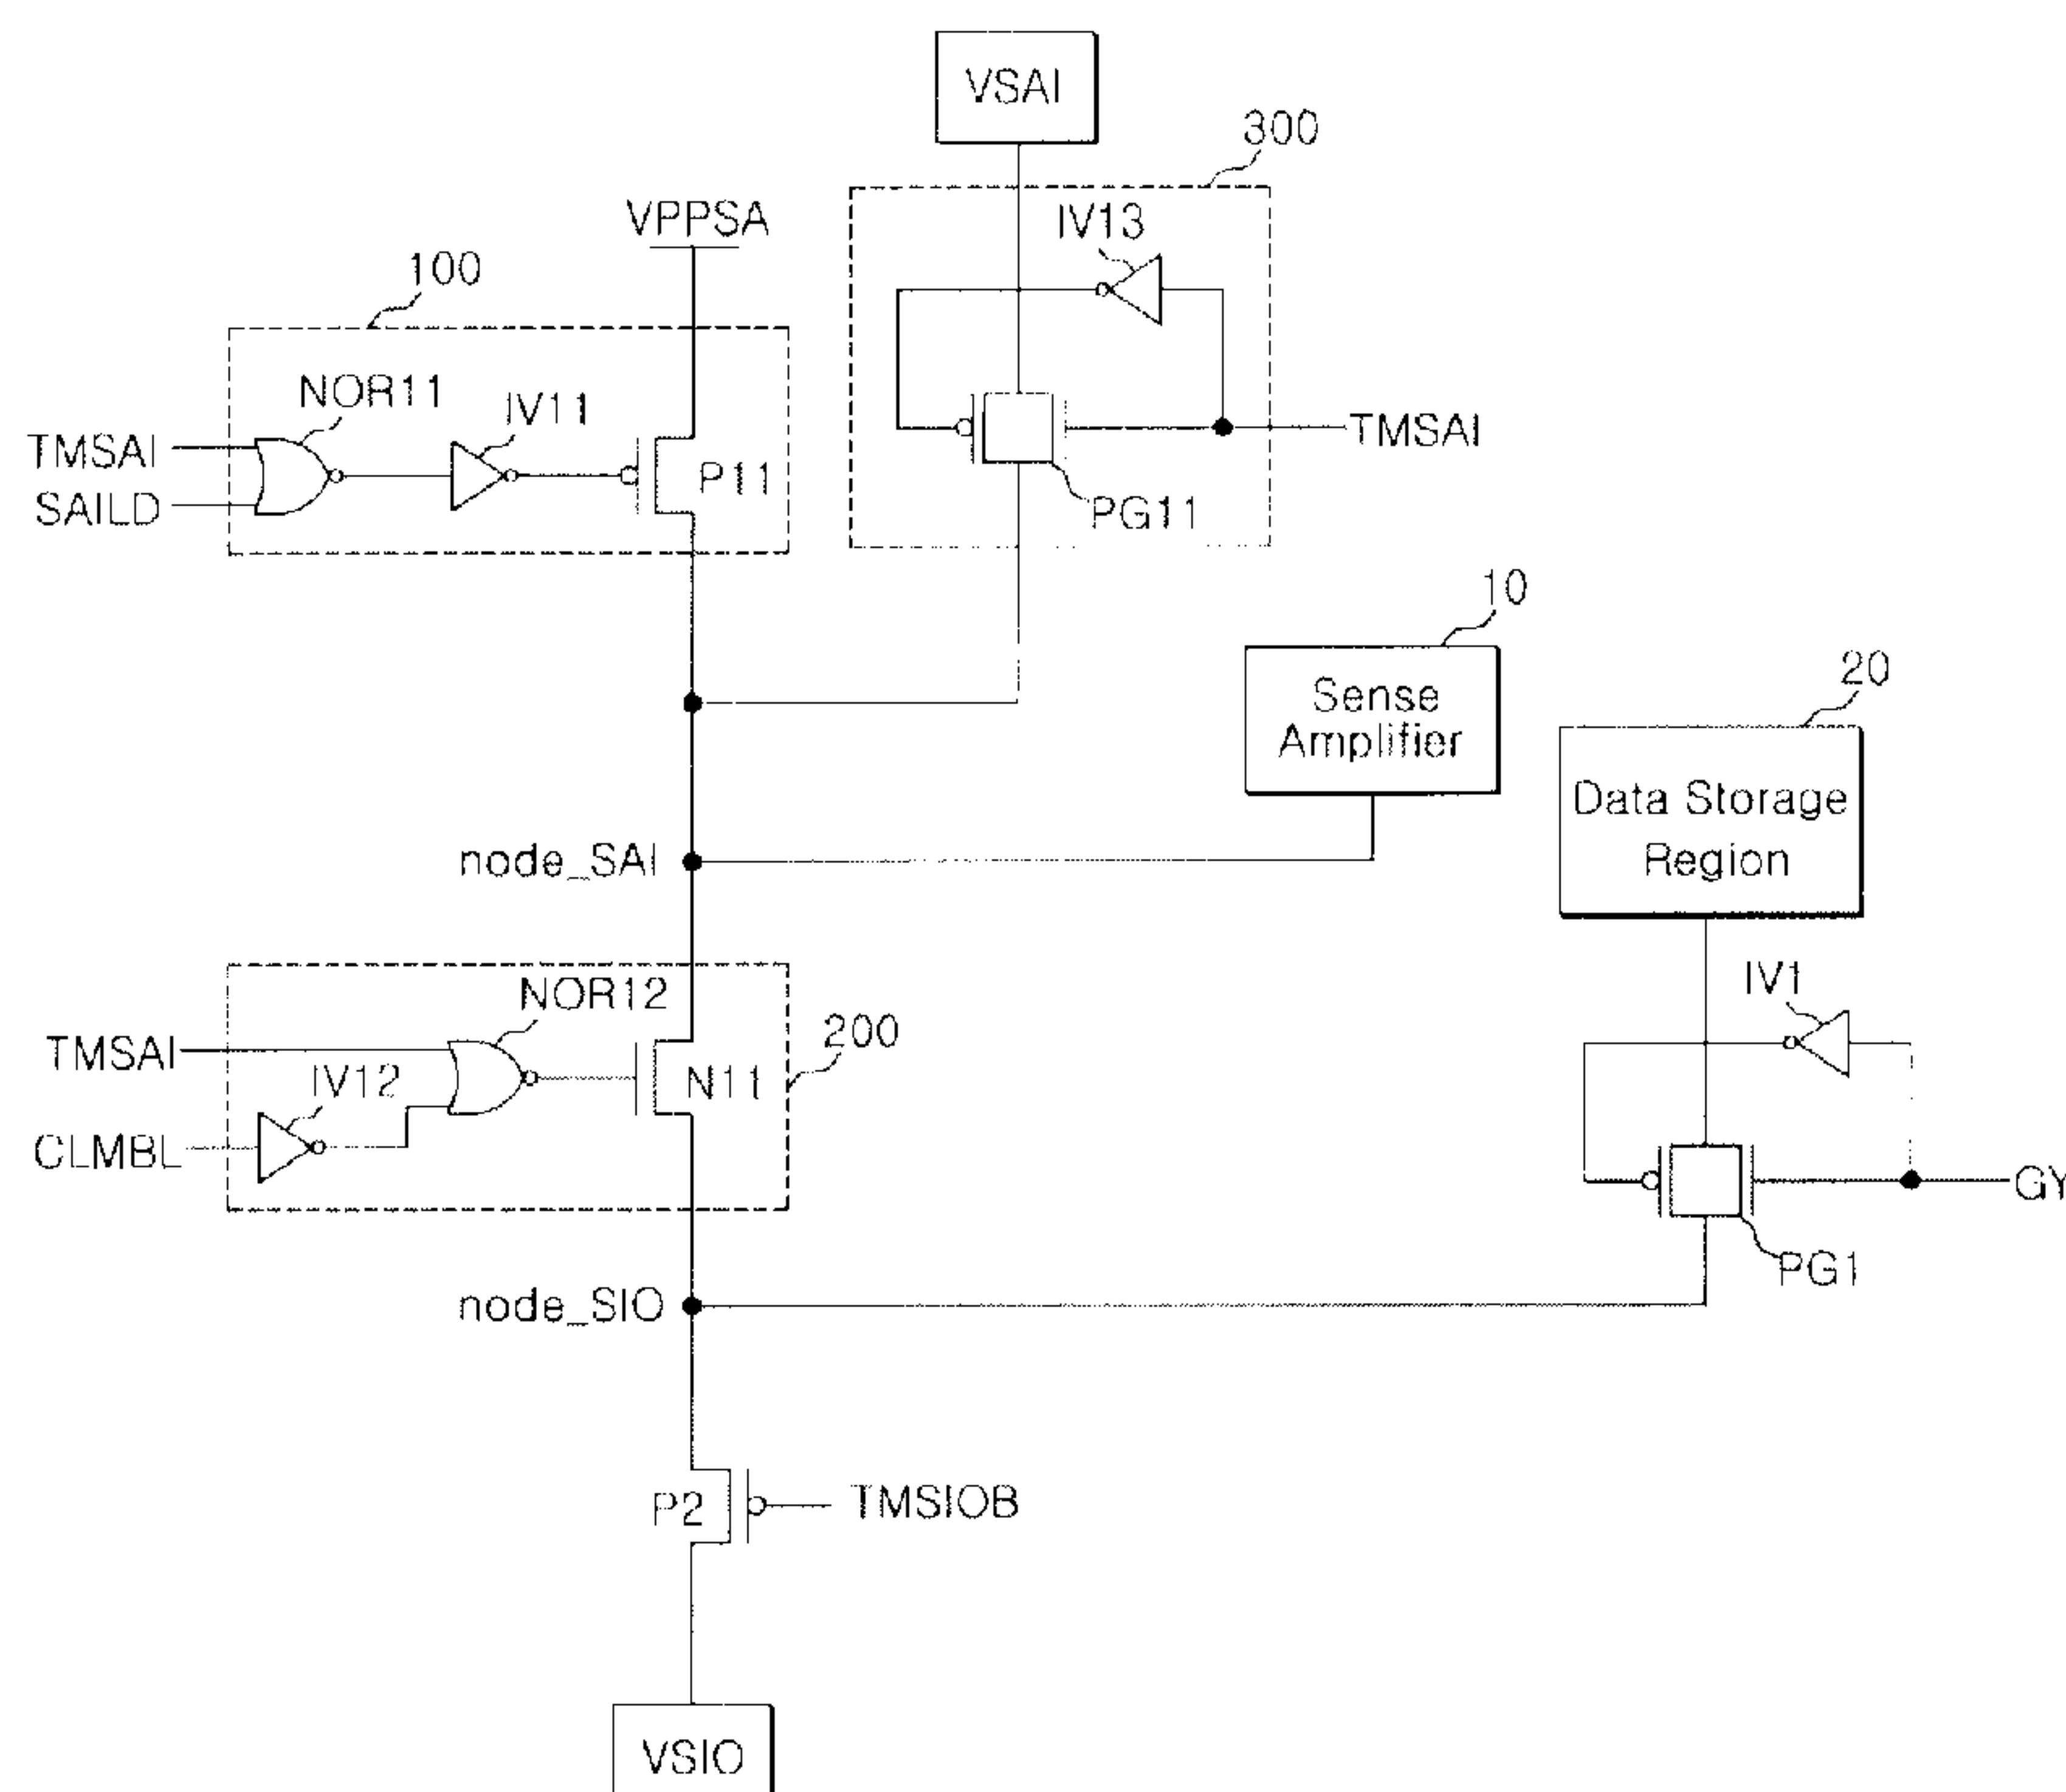 VSAI
300
VPPSA
IV13
100
NOR11
IV11
TMSAI
SAILD
P11
TMSAI
PG11
10
Sense
Amplifier
20
Data Storage
Region
node_SAI
NOR12
IV1
TMSAI
IV12
N11
200
CLMBL
GY
PG1
node_SIO
P2
TMSIOB
VSIO